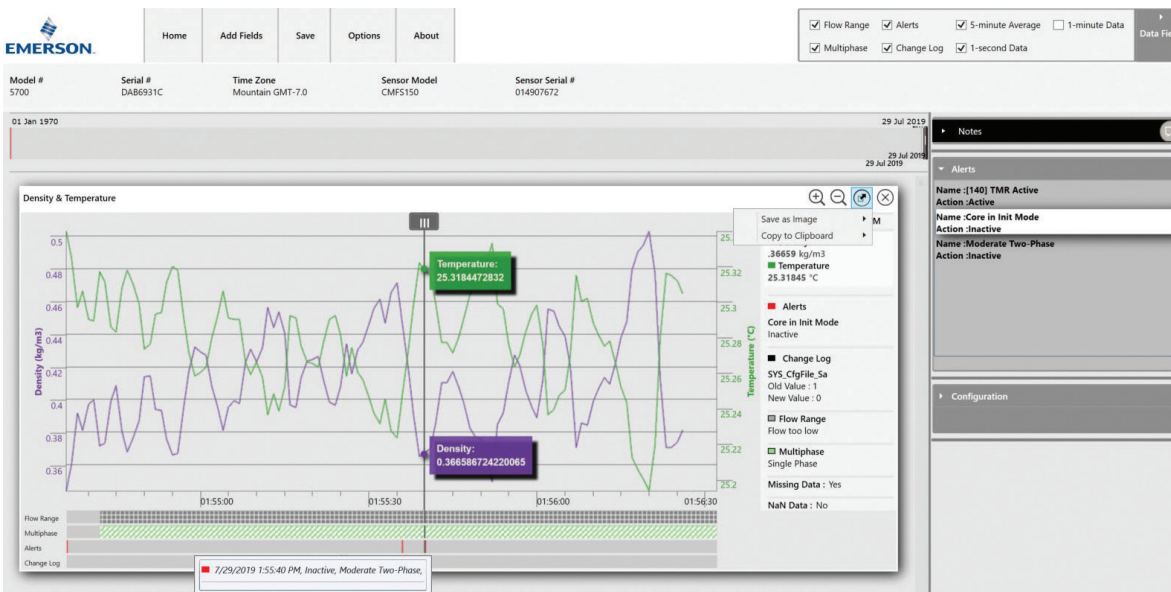 EMERSON
Home Add Fields Save Options About
Flow Range Alerts 5-minute Average 1-minute Data
Multiphase Change Log 1-second Data
Data Fie
Model # Serial # Time Zone Sensor Model Sensor Serial #
5700 DAB6931C Mountain GMT-7.0 CMFS150 014907672
01 Jan 1970 29 Jul 2019
29 Jul 2019
29 Jul 2019
Notes
Alerts
Name :[140] TMR Active
Action :Active
Name :Core in Init Mode
Action :Inactive
Name :Moderate Two-Phase
Action :Inactive
Configuration
Density & Temperature
Save as Image
Copy to Clipboard
M
.36659 kg/m3
Temperature
25.31845 °C
Alerts
Core in Init Mode
Inactive
Change Log
SYS_CfgFile_Sa
Old Value : 1
New Value : 0
Flow Range
Flow too low
Multiphase
Single Phase
Missing Data : Yes
NaN Data : No
Density (kg/m3)
0.5
0.48
0.46
0.44
0.42
0.4
0.38
0.36
Temperature:
25.3184472832
Density:
0.366586724220065
Temperature (°C)
25.32
25.3
25.28
25.26
25.24
25.22
25.2
01:55:00 01:55:30 01:56:00 01:56:30
Flow Range
Multiphase
Alerts
Change Log
7/29/2019 1:55:40 PM, Inactive, Moderate Two-Phase,